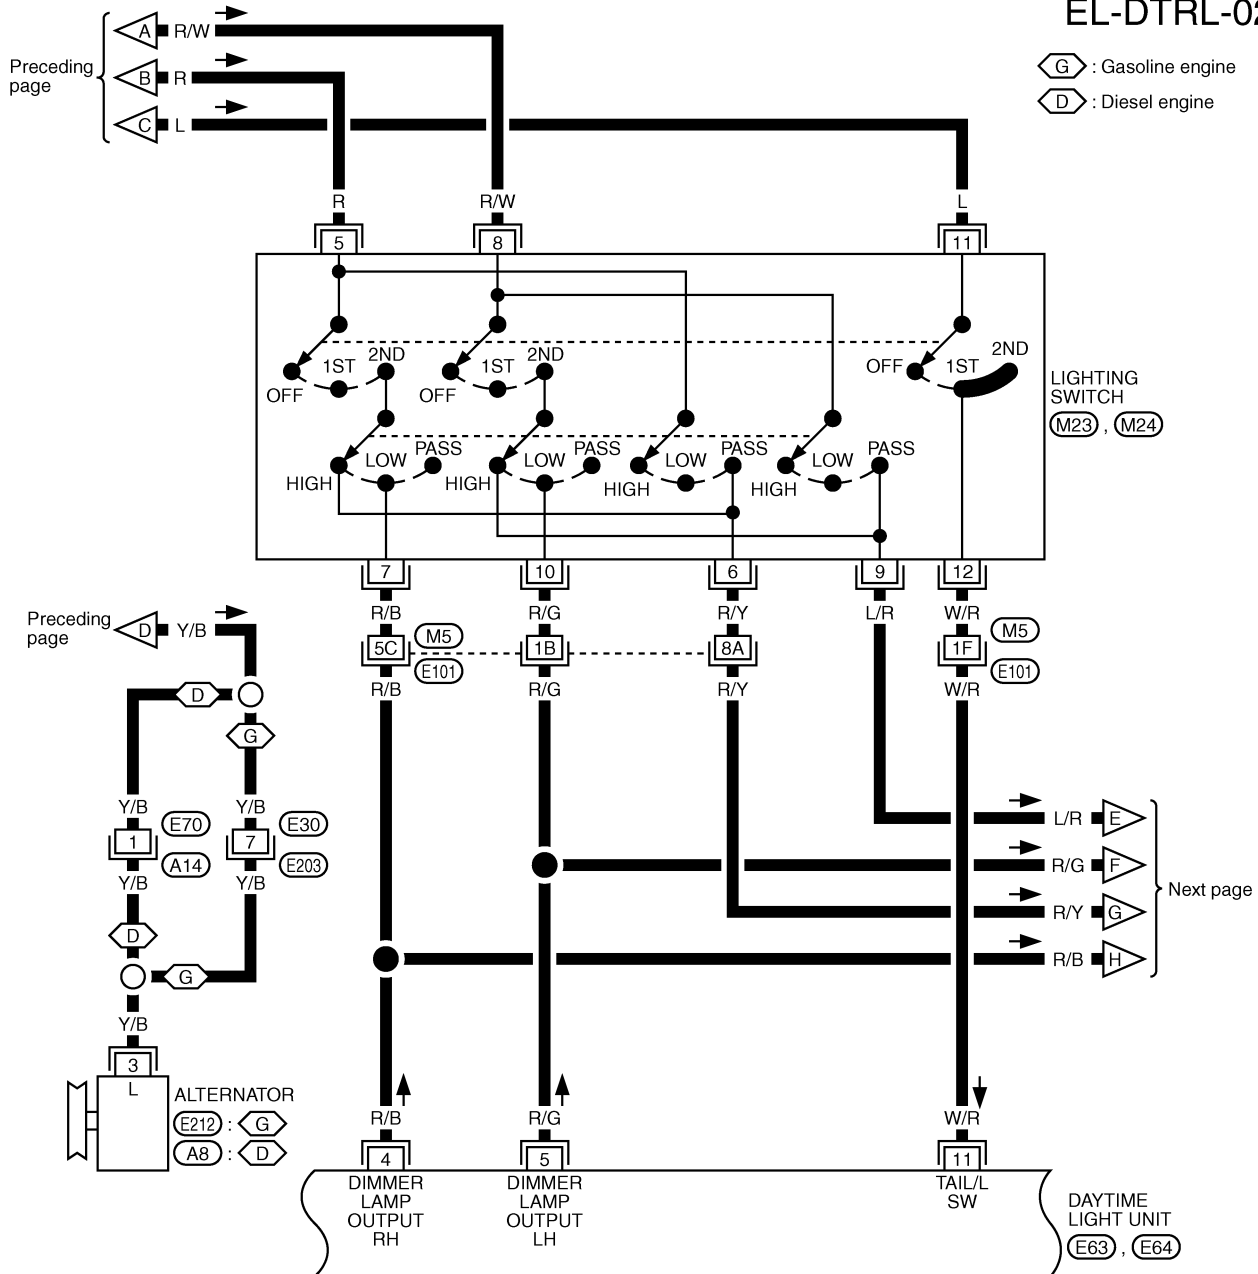 EL-DTRL-02
Preceding
page
A R/W
B R
C L
G : Gasoline engine
D : Diesel engine
R R/W L
5 8 11
OFF 1ST 2ND
OFF 1ST 2ND
OFF 1ST 2ND
LIGHTING
SWITCH
M23 , M24
HIGH LOW PASS
HIGH LOW PASS
HIGH LOW PASS
HIGH LOW PASS
7 10 6 9 12
R/B R/G R/Y L/R W/R
5C M5 1B 8A 1F M5
E101 E101
R/B R/G R/Y W/R
Preceding
page
D Y/B
D
G
Y/B Y/B
1 E70 7 E30
A14 E203
Y/B Y/B
D
G
Y/B
3
L
ALTERNATOR
E212 : G
A8 : D
L/R E
R/G F
R/Y G
R/B H
Next page
R/B R/G W/R
4 5 11
DIMMER
LAMP
OUTPUT
RH
DIMMER
LAMP
OUTPUT
LH
TAIL/L
SW
DAYTIME
LIGHT UNIT
E63 , E64